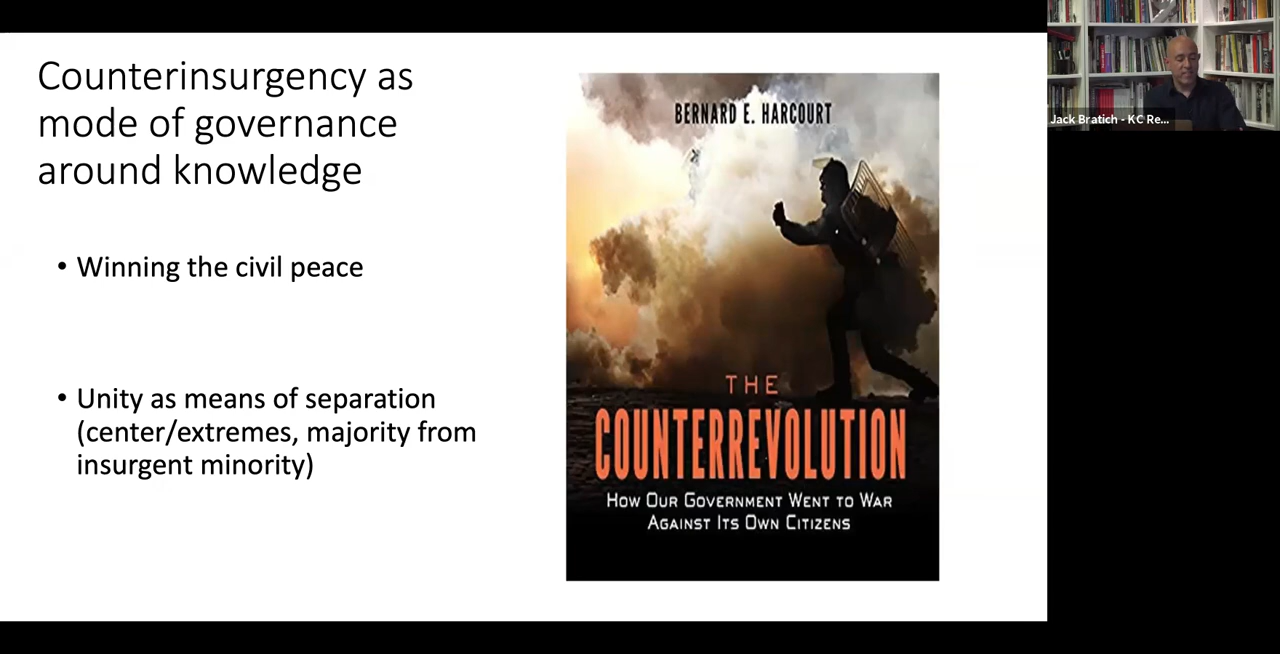 Counterinsurgency as
mode of governance
around knowledge
• Winning the civil peace
• Unity as means of separation
(center/extremes, majority from
insurgent minority)
BERNARD E. HARCOURT
THE
COUNTERREVOLUTION
HOW OUR GOVERNMENT WENT TO WAR
AGAINST ITS OWN CITIZENS
Jack Bratich - KC Re...